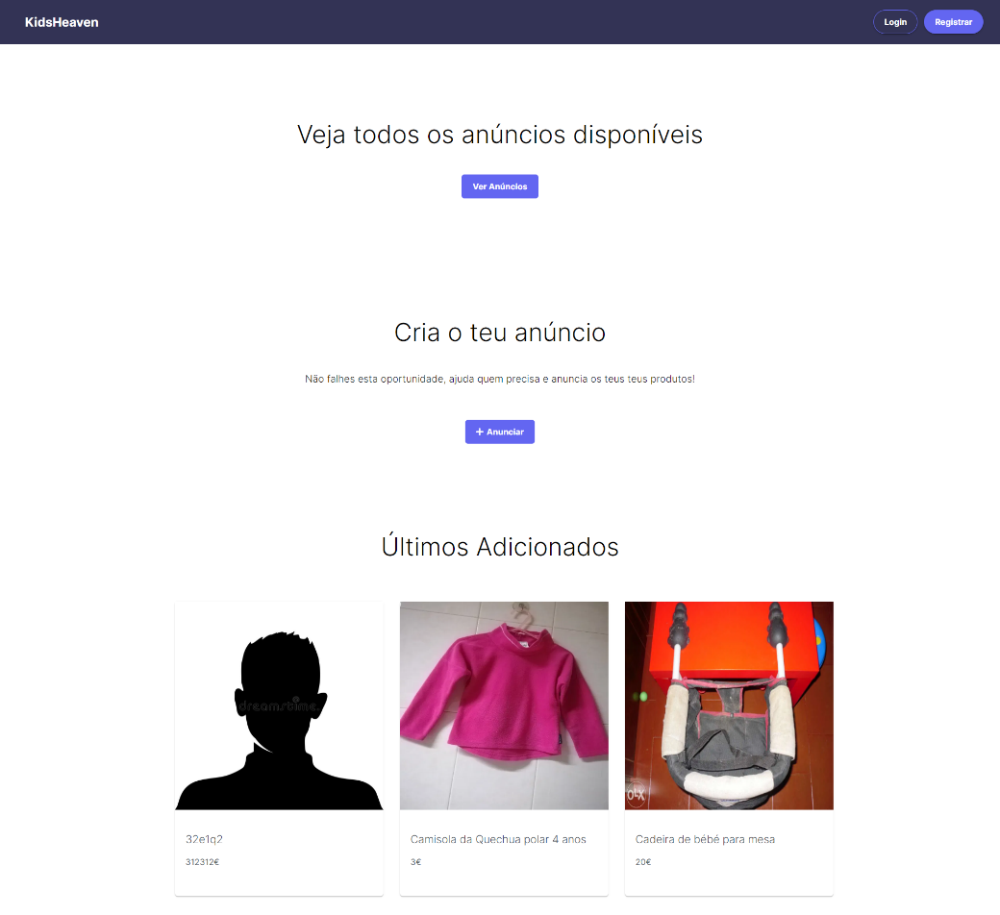 KidsHeaven
Login
Registrar
Veja todos os anúncios disponíveis
Ver Anúncios
Cria o teu anúncio
Não falhes esta oportunidade, ajuda quem precisa e anuncia os teus teus produtos!
+ Anunciar
Últimos Adicionados
dreamstime.
OLX
32e1q2
312312€
Camisola da Quechua polar 4 anos
3€
Cadeira de bébé para mesa
20€